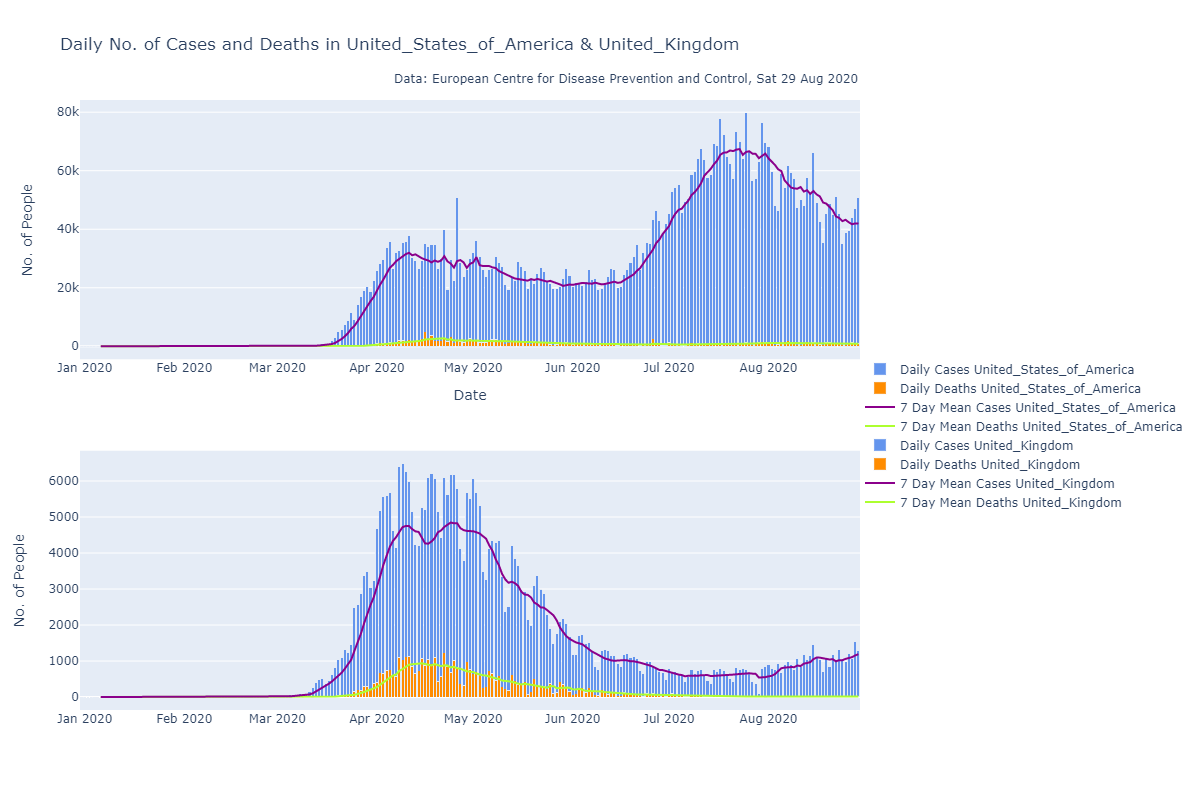 Daily No. of Cases and Deaths in United_States_of_America & United_Kingdom
Data: European Centre for Disease Prevention and Control, Sat 29 Aug 2020
No. of People
80k
60k
40k
20k
0
Jan 2020 Feb 2020 Mar 2020 Apr 2020 May 2020 Jun 2020 Jul 2020 Aug 2020
Date
Daily Cases United_States_of_America
Daily Deaths United_States_of_America
7 Day Mean Cases United_States_of_America
7 Day Mean Deaths United_States_of_America
Daily Cases United_Kingdom
Daily Deaths United_Kingdom
7 Day Mean Cases United_Kingdom
7 Day Mean Deaths United_Kingdom
No. of People
6000
5000
4000
3000
2000
1000
0
Jan 2020 Feb 2020 Mar 2020 Apr 2020 May 2020 Jun 2020 Jul 2020 Aug 2020